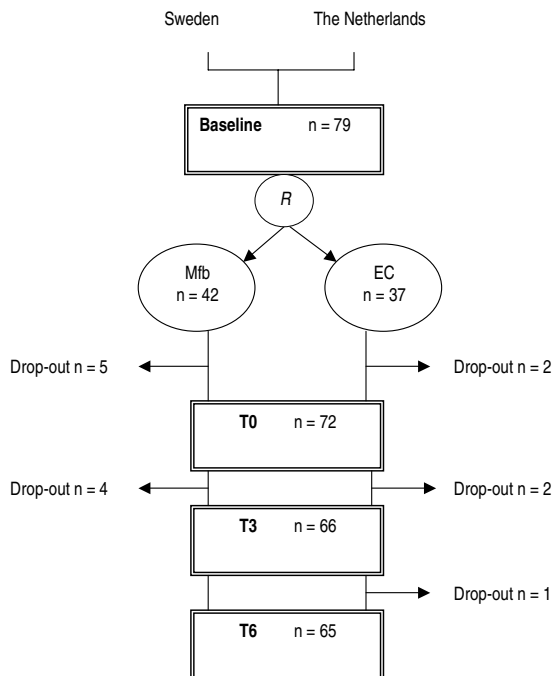 Sweden The Netherlands
Baseline n = 79
R
Mfb EC
n = 42 n = 37
Drop-out n = 5 Drop-out n = 2
T0 n = 72
Drop-out n = 4 Drop-out n = 2
T3 n = 66
Drop-out n = 1
T6 n = 65